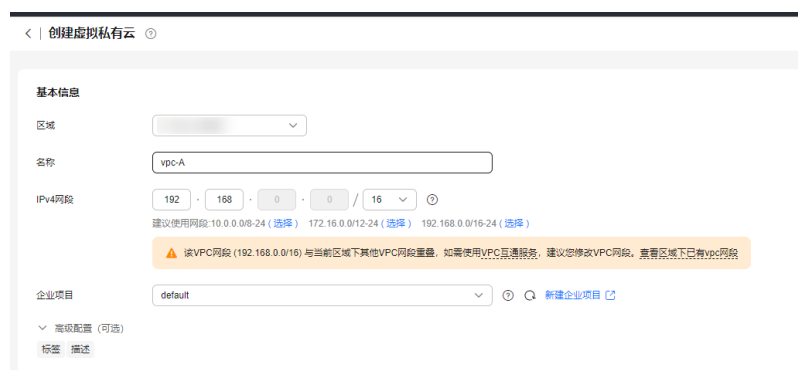 创建虚拟私有云
基本信息
区域
名称 vpc-A
IPv4网段 192 · 168 · 0 · 0 / 16
建议使用网段:10.0.0.0/8-24 (选择) 172.16.0.0/12-24 (选择) 192.168.0.0/16-24 (选择)
该VPC网段 (192.168.0.0/16) 与当前区域下其他VPC网段重叠，如需使用VPC互通服务，建议您修改VPC网段。查看区域下已有vpc网段
企业项目 default 新建企业项目
高级配置（可选）
标签 描述